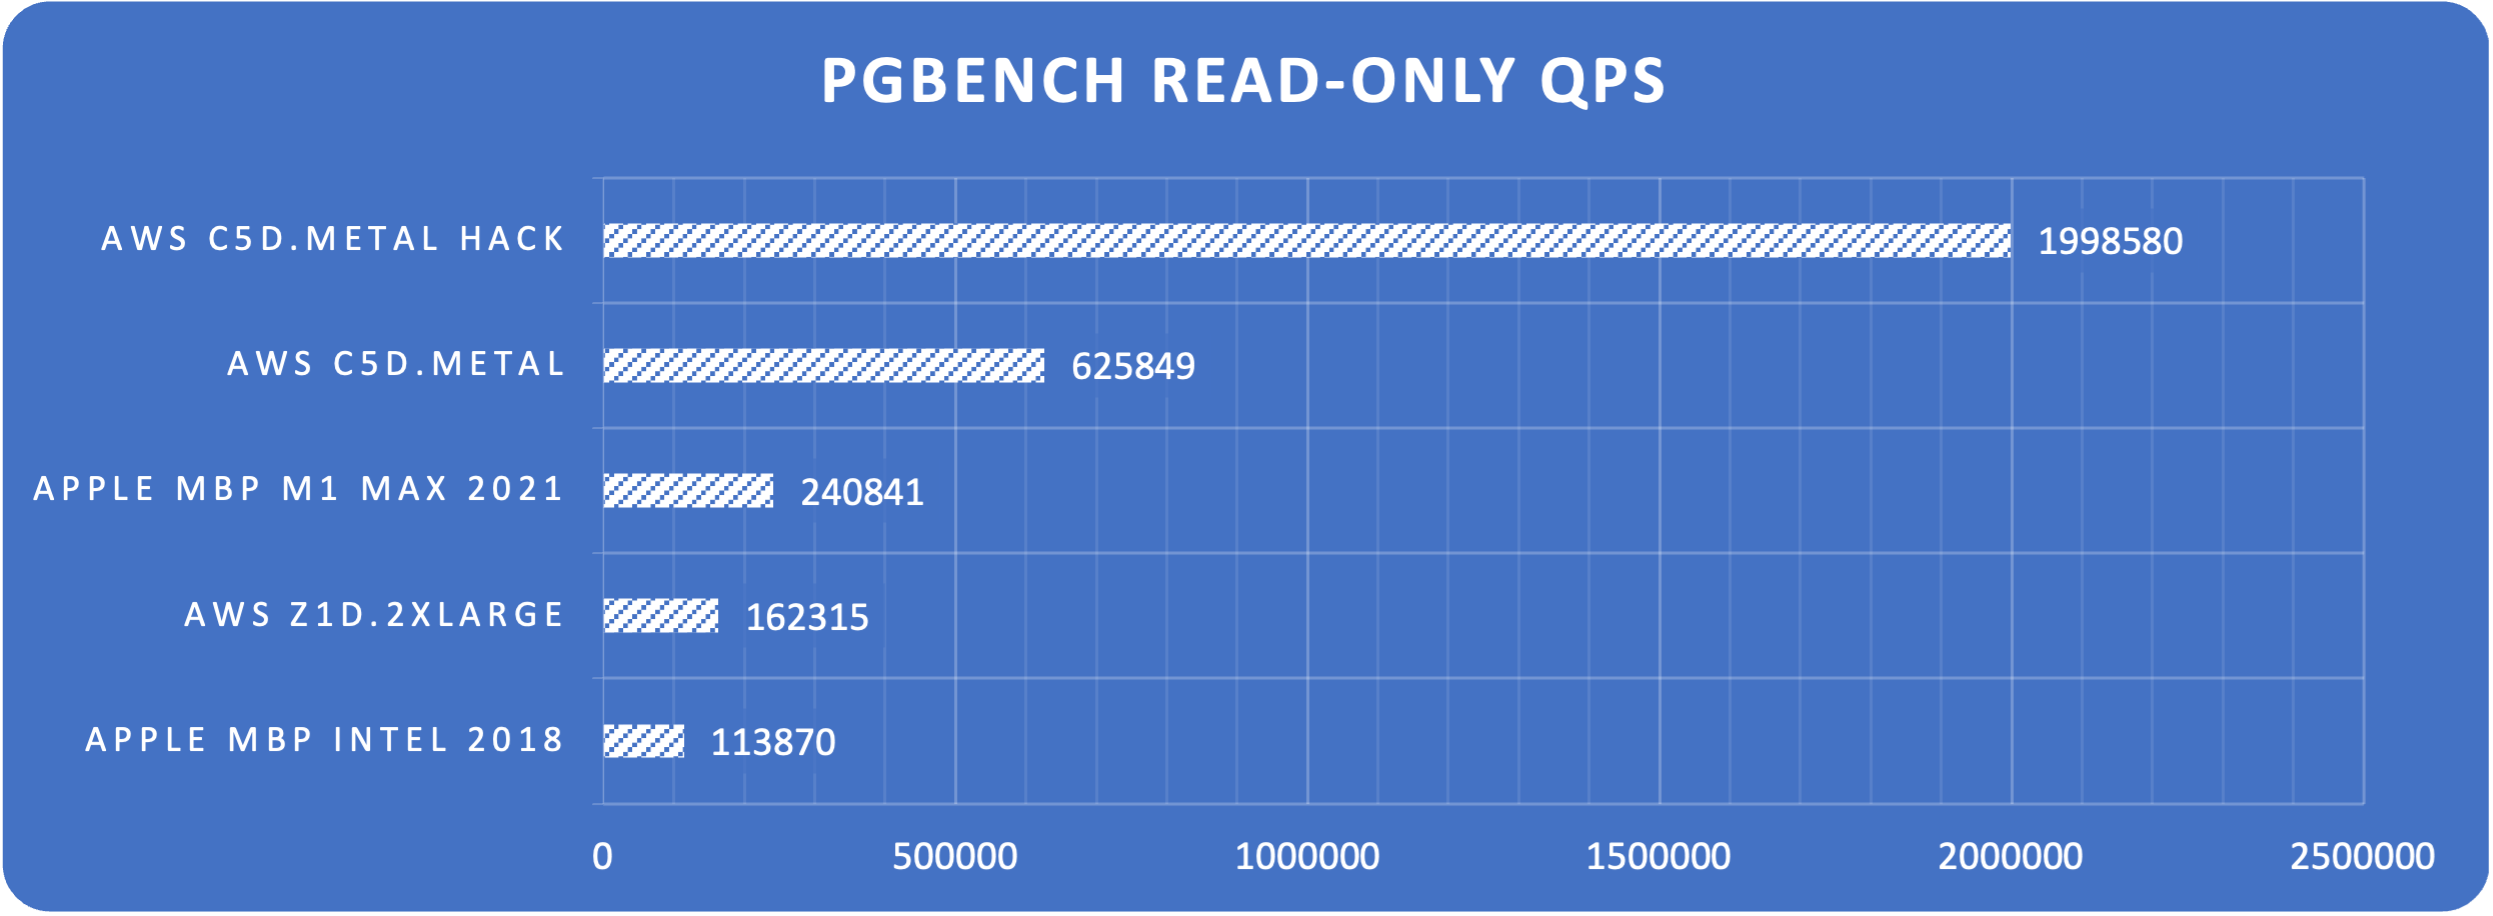 PGBENCH READ-ONLY QPS
AWS C5D.METAL HACK 1998580
AWS C5D.METAL 625849
APPLE MBP M1 MAX 2021 240841
AWS Z1D.2XLARGE 162315
APPLE MBP INTEL 2018 113870
0 500000 1000000 1500000 2000000 2500000